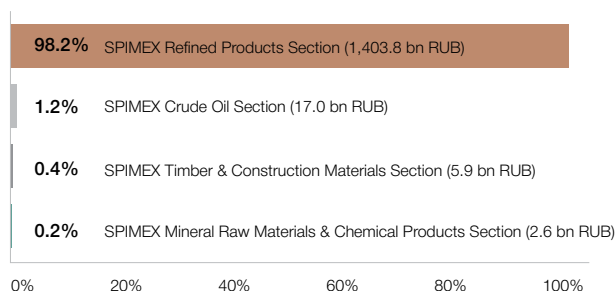 98.2% SPIMEX Refined Products Section (1,403.8 bn RUB)
1.2% SPIMEX Crude Oil Section (17.0 bn RUB)
0.4% SPIMEX Timber & Construction Materials Section (5.9 bn RUB)
0.2% SPIMEX Mineral Raw Materials & Chemical Products Section (2.6 bn RUB)
0% 20% 40% 60% 80% 100%